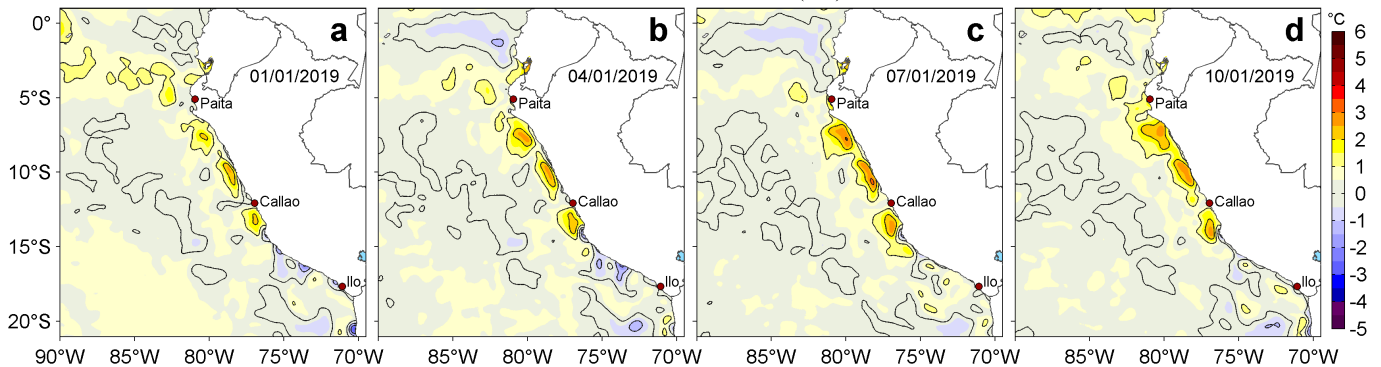 a b c d
°C
0°
5°S
10°S
15°S
20°S
01/01/2019 04/01/2019 07/01/2019 10/01/2019
Paita Paita Paita Paita
Callao Callao Callao Callao
Ilo Ilo Ilo Ilo
90°W 85°W 80°W 75°W 70°W 85°W 80°W 75°W 70°W 85°W 80°W 75°W 70°W 85°W 80°W 75°W 70°W
6
5
4
3
2
1
0
-1
-2
-3
-4
-5